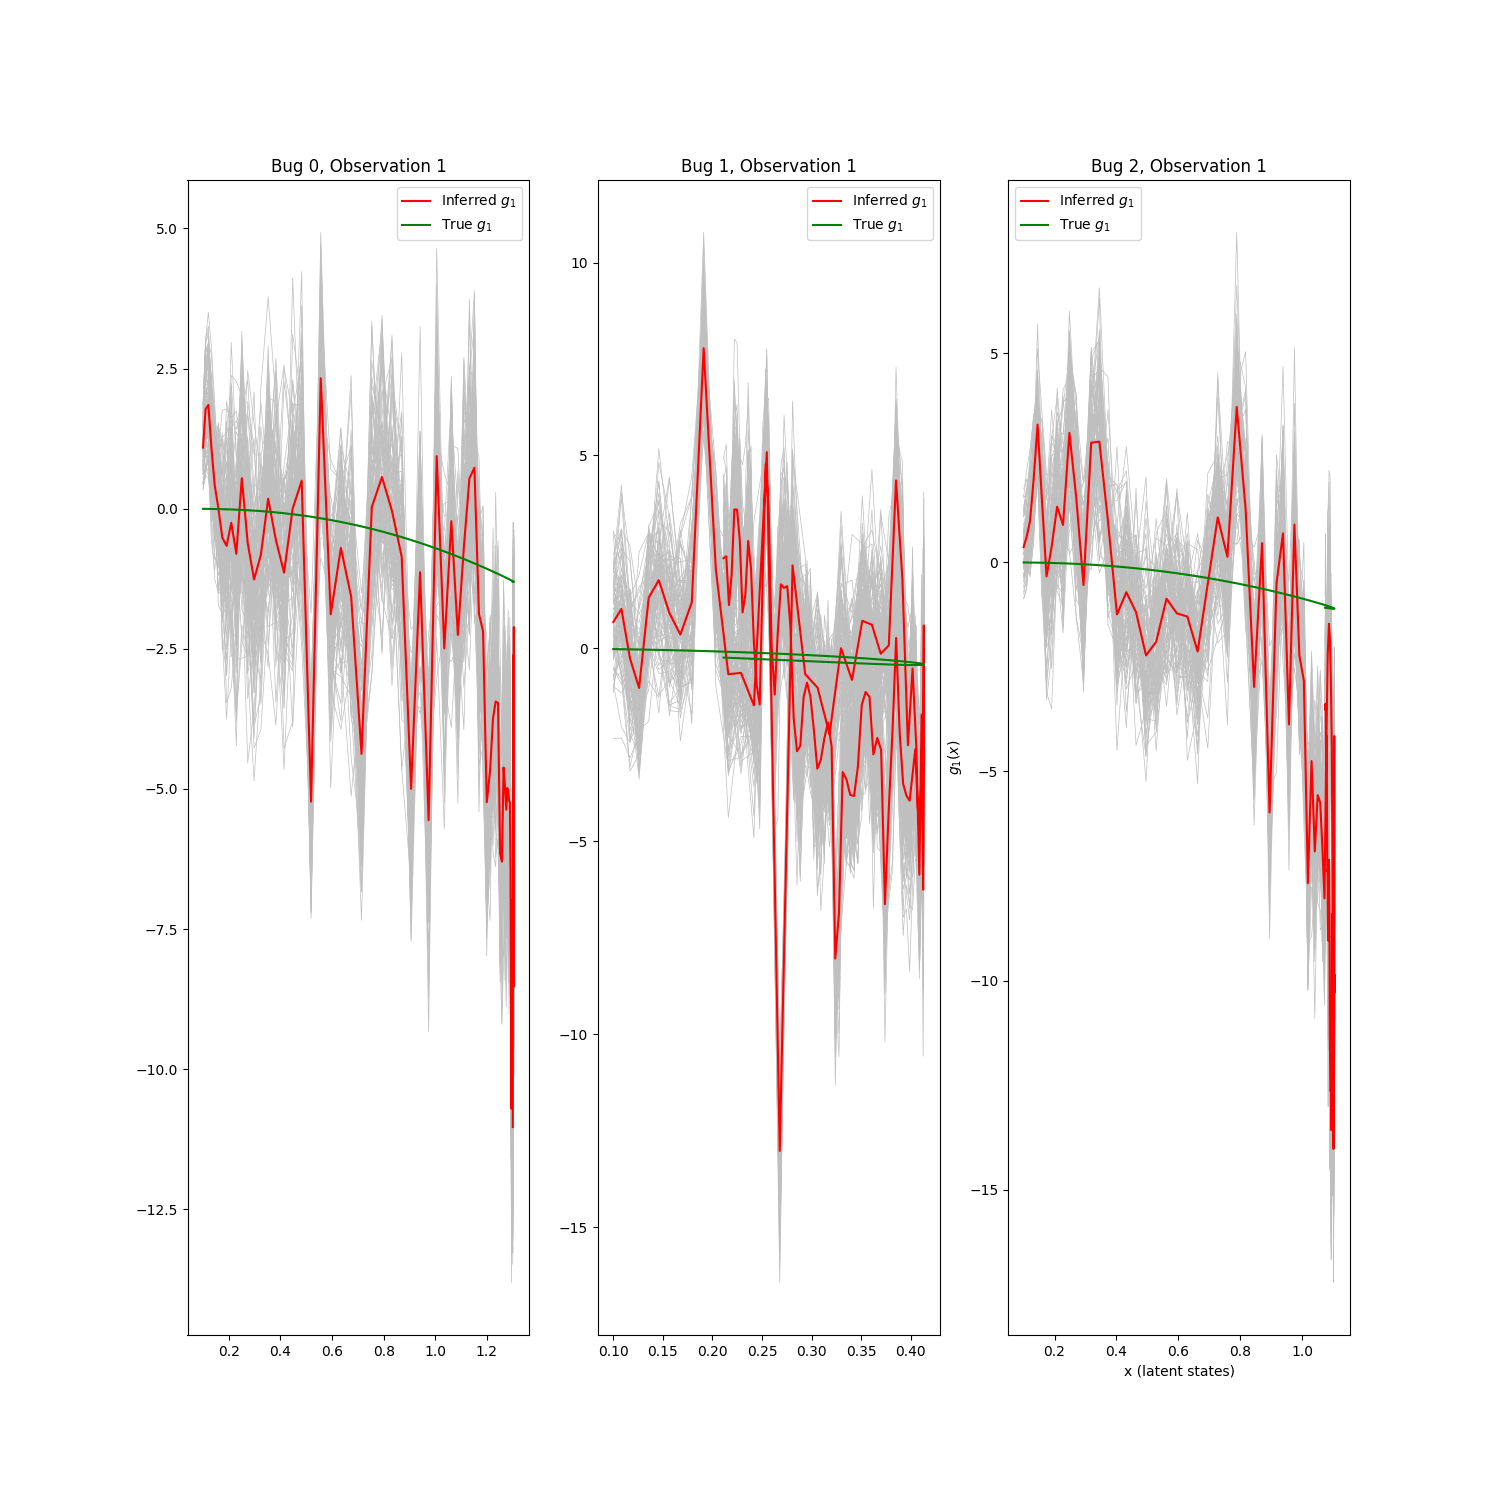 Bug 0, Observation 1
Inferred g₁
True g₁
5.0
2.5
0.0
−2.5
−5.0
−7.5
−10.0
−12.5
0.2 0.4 0.6 0.8 1.0 1.2
Bug 1, Observation 1
Inferred g₁
True g₁
10
5
0
−5
−10
−15
0.10 0.15 0.20 0.25 0.30 0.35 0.40
Bug 2, Observation 1
Inferred g₁
True g₁
g₁(x)
5
0
−5
−10
−15
0.2 0.4 0.6 0.8 1.0
x (latent states)